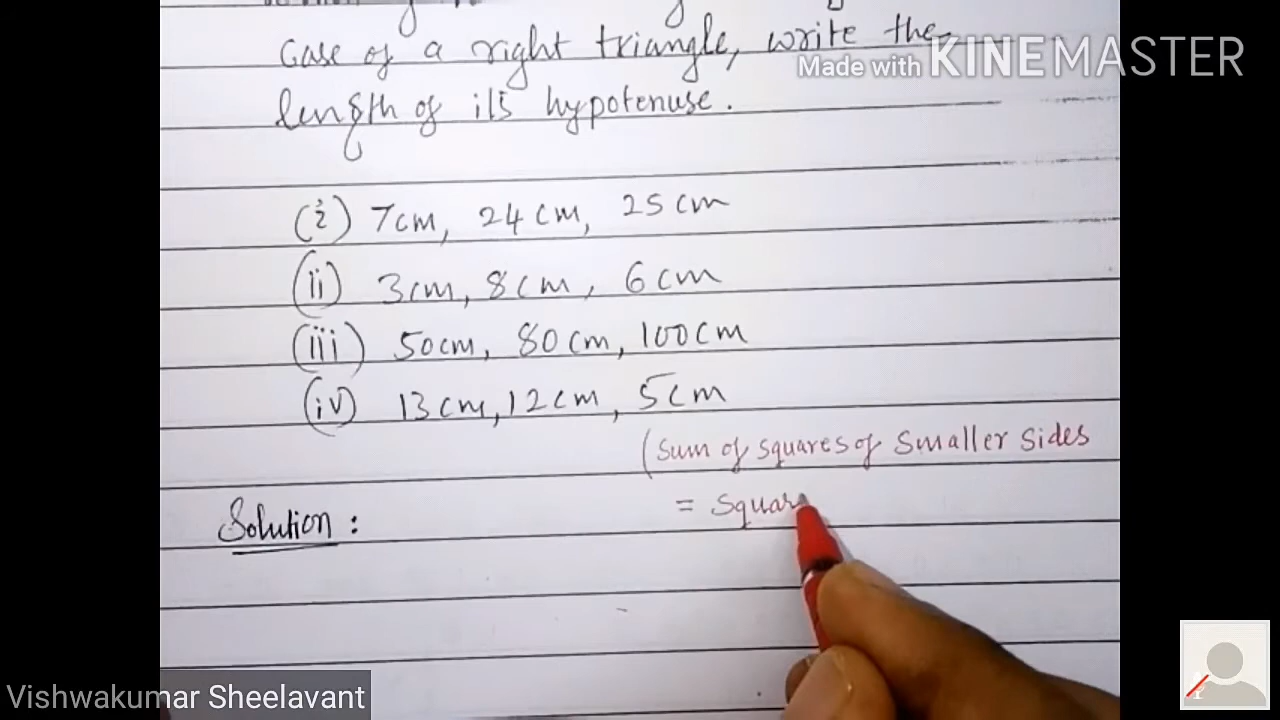 case of a right triangle, write the
length of its hypotenuse.
Made with KINEMASTER
(i) 7cm, 24cm, 25cm
(ii) 3cm, 8cm, 6cm
(iii) 50cm, 80cm, 100cm
(iv) 13cm, 12cm, 5cm
(sum of squares of smaller sides
= squar
Solution :
Vishwakumar Sheelavant